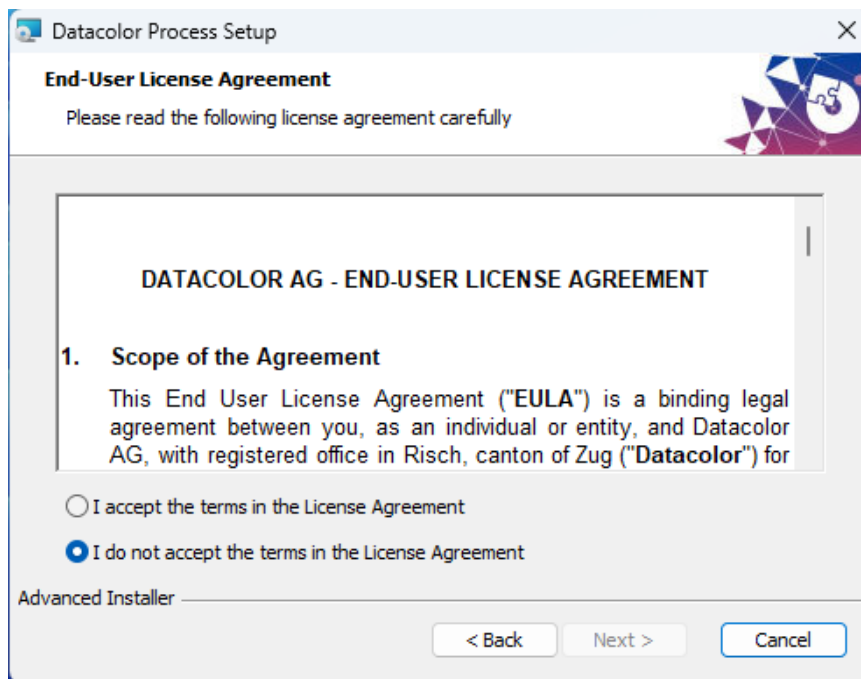 Datacolor Process Setup
End-User License Agreement
Please read the following license agreement carefully
DATACOLOR AG - END-USER LICENSE AGREEMENT
1. Scope of the Agreement
This End User License Agreement ("EULA") is a binding legal
agreement between you, as an individual or entity, and Datacolor
AG, with registered office in Risch, canton of Zug ("Datacolor") for
I accept the terms in the License Agreement
I do not accept the terms in the License Agreement
Advanced Installer
< Back Next > Cancel